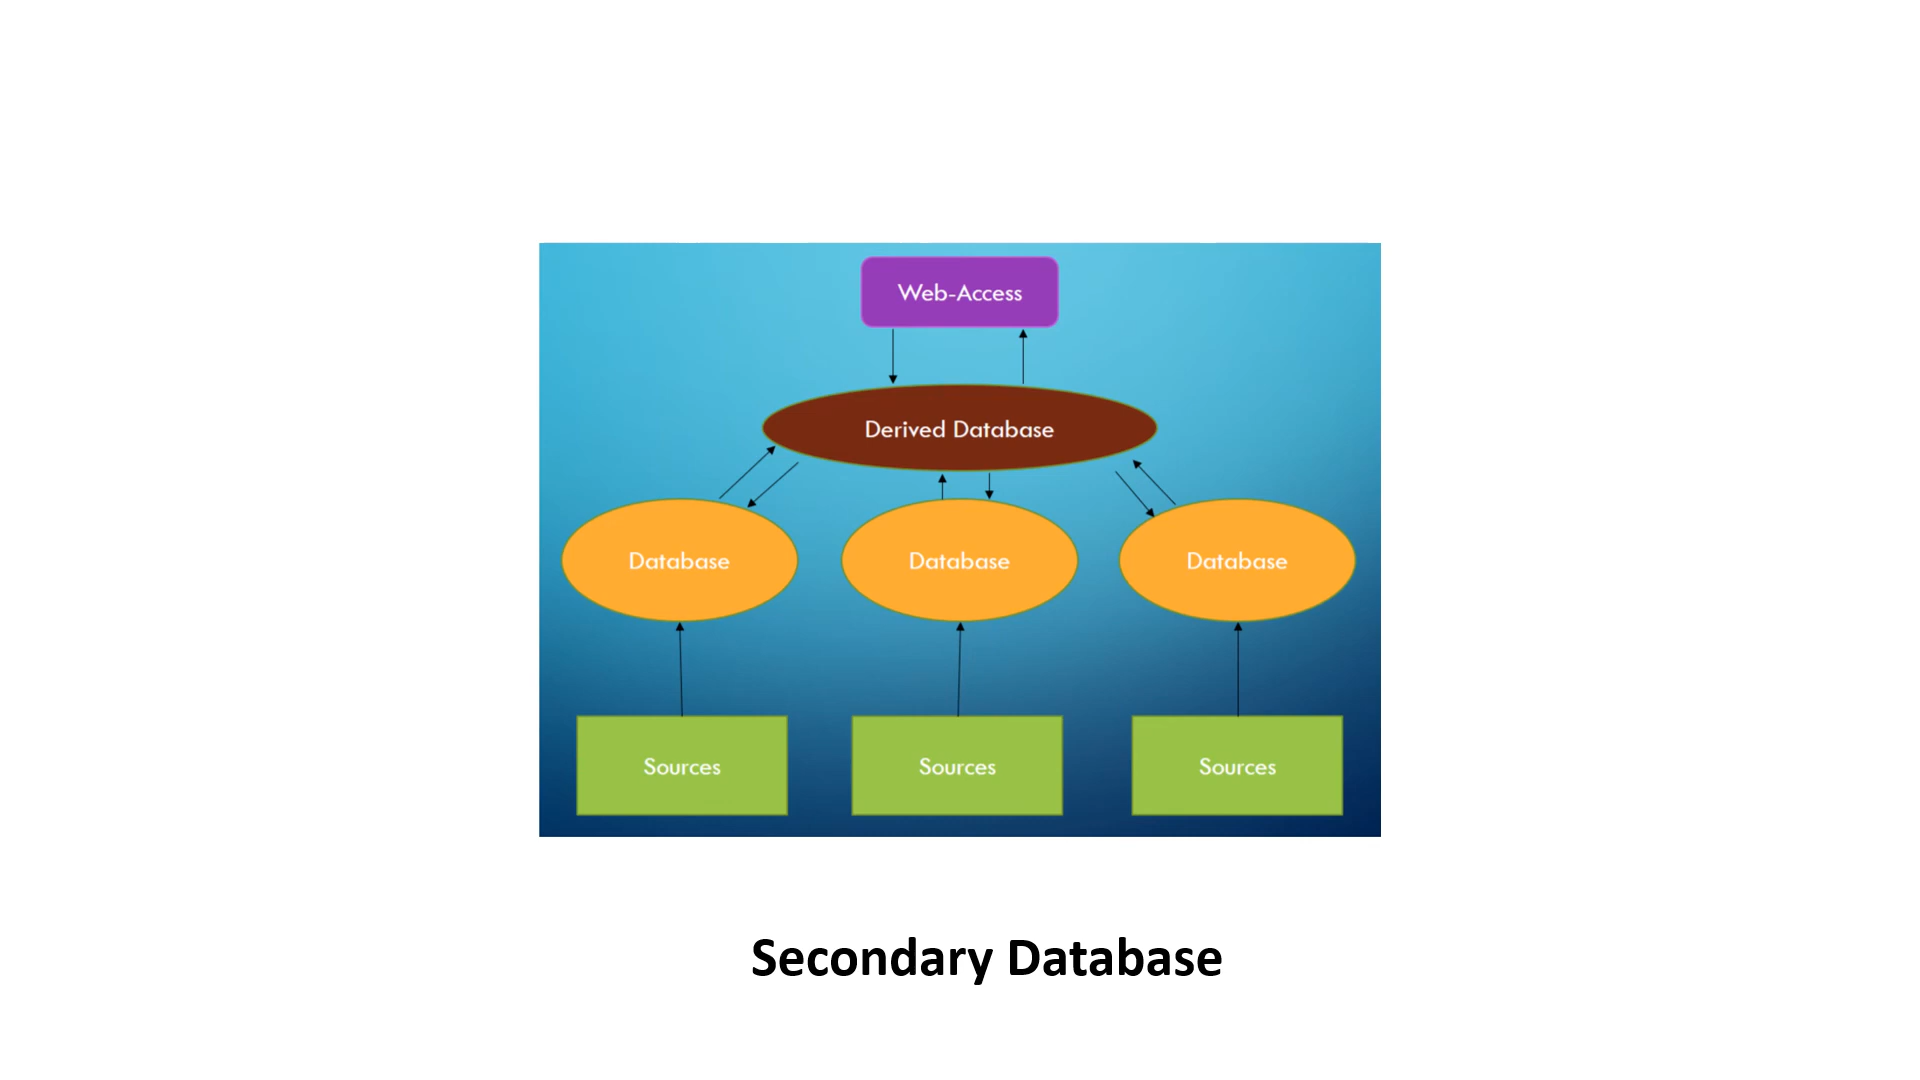 Web-Access
Derived Database
Database
Database
Database
Sources
Sources
Sources
Secondary Database